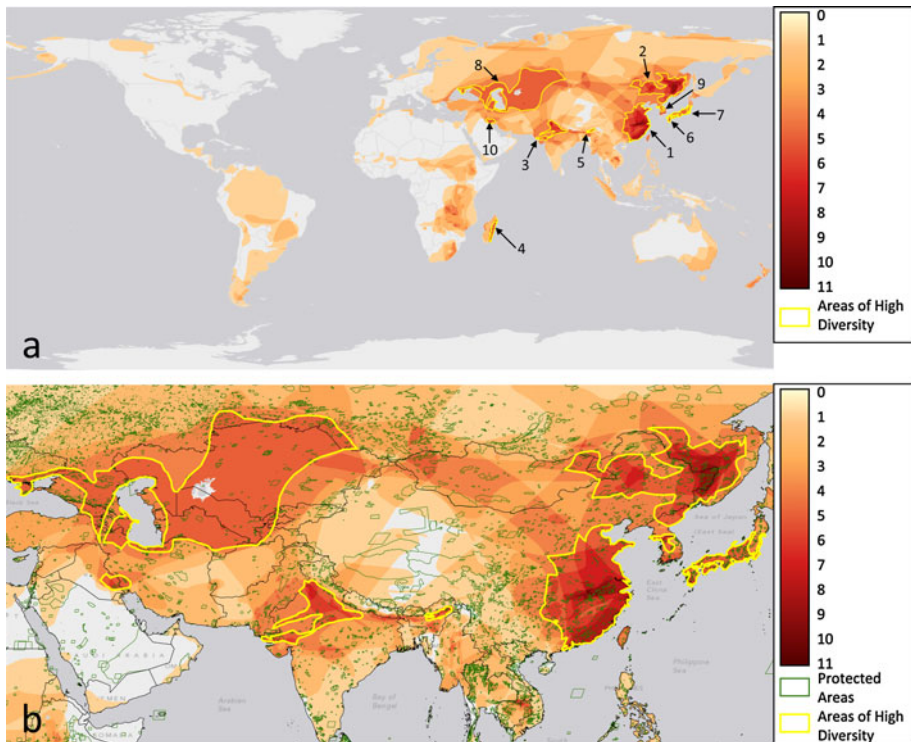 0
1
2
3
4
5
6
7
8
9
10
11
Areas of High
Diversity
8
2
9
7
6
1
10
3
5
4
a
0
1
2
3
4
5
6
7
8
9
10
11
Protected
Areas
Areas of High
Diversity
Sea of Japan
(East Sea)
East
China
Sea
SAUDI ARABIA
YEMEN
Arabian
Sea
Bay of
Bengal
Philippine
Sea
b